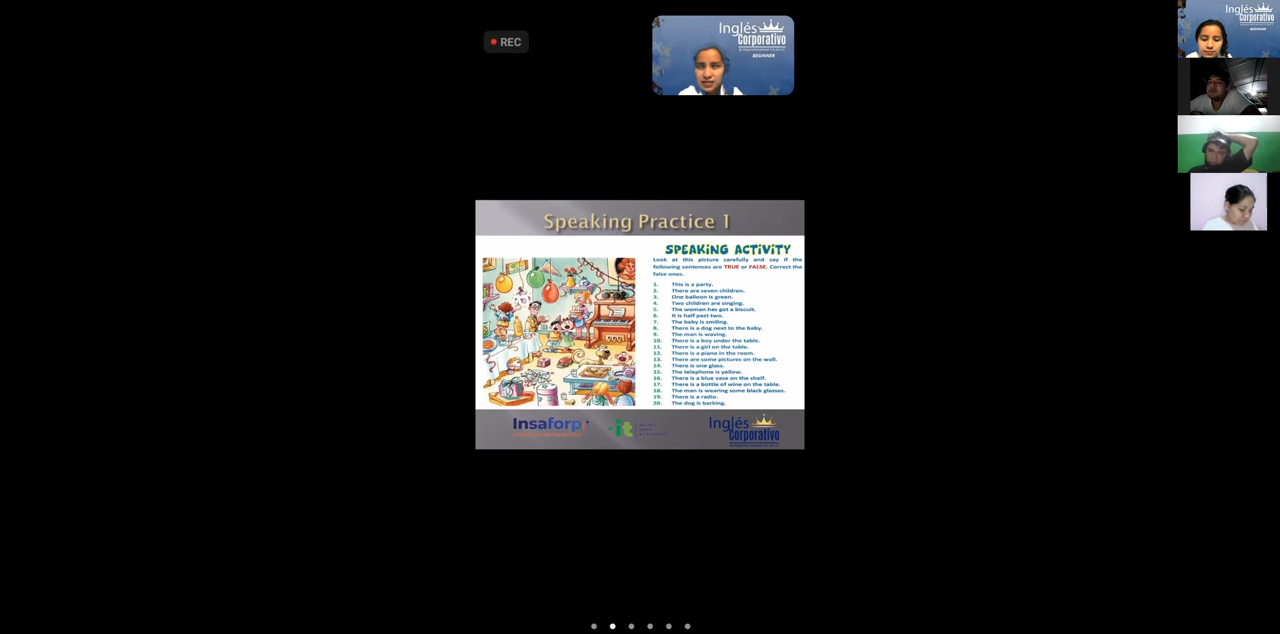 REC
Inglés
Corporativo
BEGINNER
Inglés
Corporativo
BEGINNER
Speaking Practice 1
SPEAKING ACTIVITY
Look at this picture carefully and say if the
following sentences are TRUE or FALSE. Correct the
false ones.
1. This is a party.
2. There are seven children.
3. One balloon is green.
4. Two children are singing.
5. The woman has got a biscuit.
6. It is half past two.
7. The baby is smiling.
8. There is a dog next to the baby.
9. The man is waving.
10. There is a boy under the table.
11. There is a girl on the table.
12. There is a piano in the room.
13. There are some pictures on the wall.
14. There is one glass.
15. The telephone is yellow.
16. There is a blue vase on the shelf.
17. There is a bottle of wine on the table.
18. The man is wearing some black glasses.
19. There is a radio.
20. The dog is barking.
Insaforp
it
Inglés
Corporativo